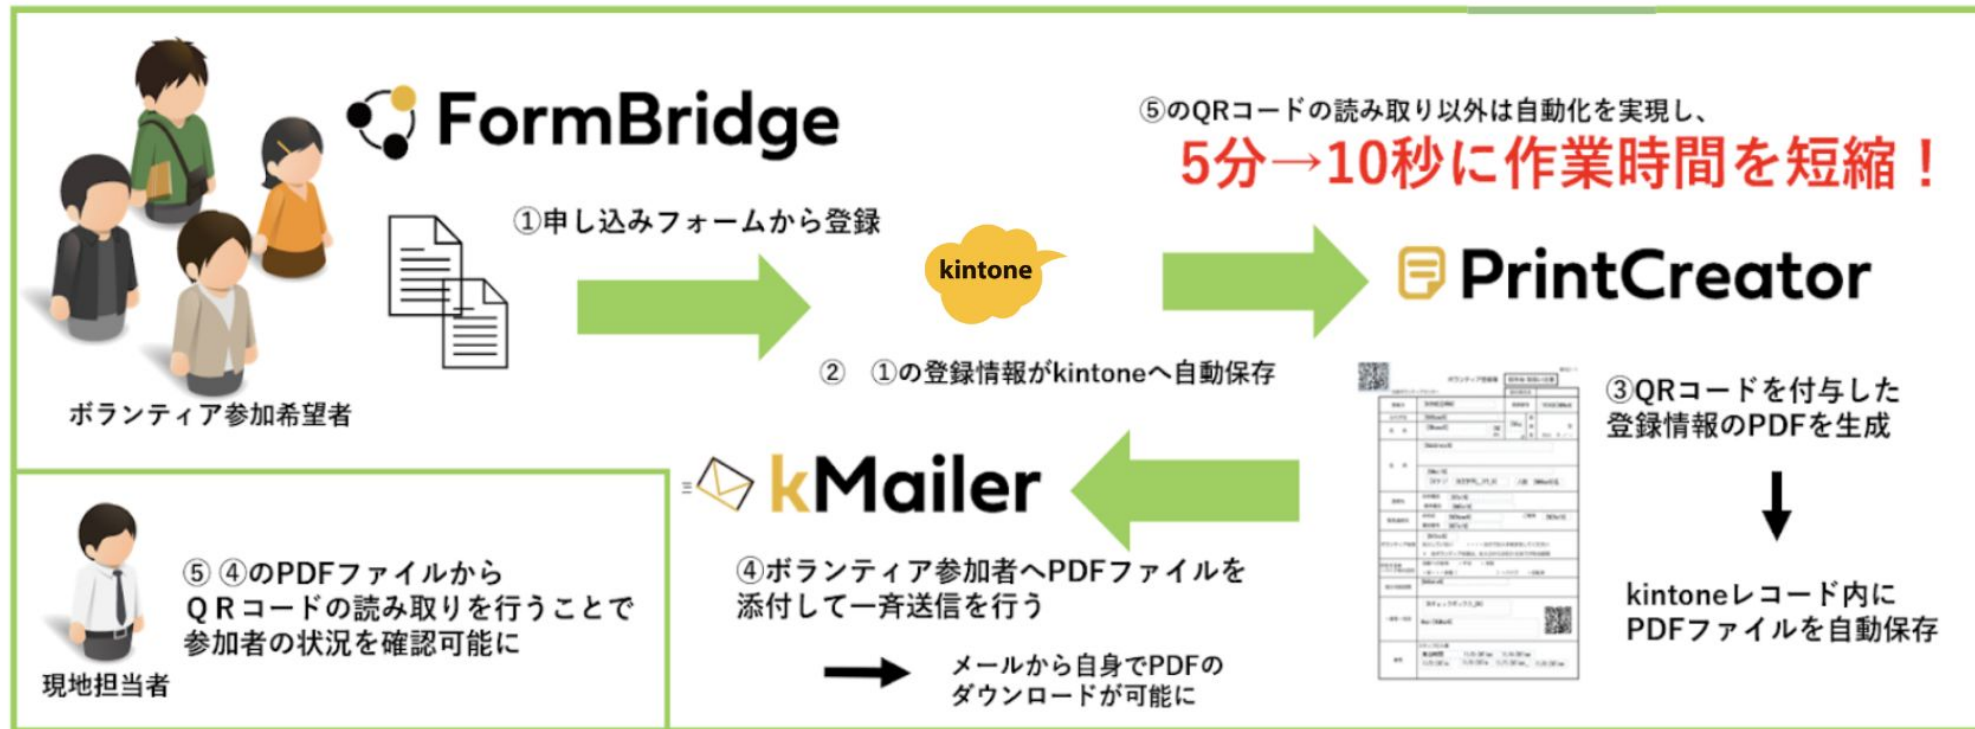 FormBridge
⑤のQRコードの読み取り以外は自動化を実現し、
5分→10秒に作業時間を短縮！
①申し込みフォームから登録
kintone
PrintCreator
② ①の登録情報がkintoneへ自動保存
ボランティア参加希望者
③QRコードを付与した
登録情報のPDFを生成
kintoneレコード内に
PDFファイルを自動保存
kMailer
④ボランティア参加者へPDFファイルを
添付して一斉送信を行う
メールから自身でPDFの
ダウンロードが可能に
⑤ ④のPDFファイルから
ＱＲコードの読み取りを行うことで
参加者の状況を確認可能に
現地担当者